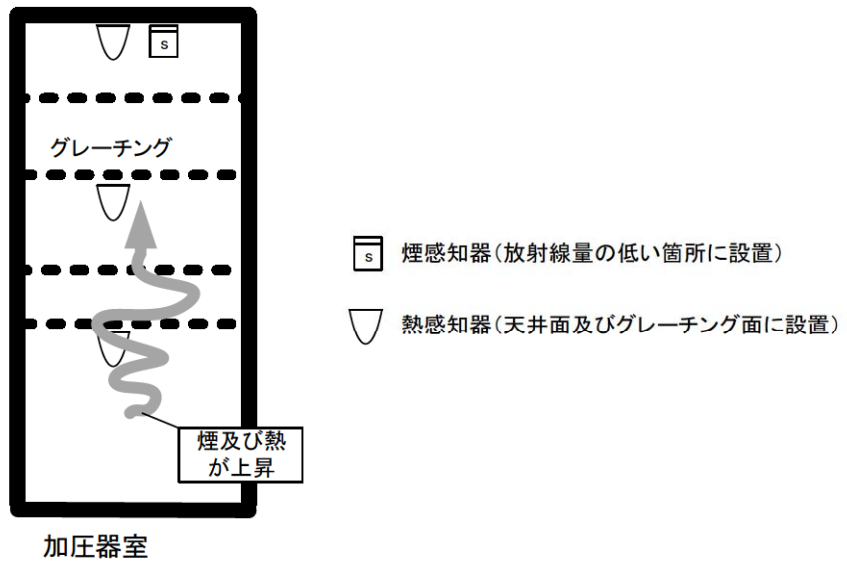 s
グレーチング
s 煙感知器(放射線量の低い箇所に設置)
熱感知器(天井面及びグレーチング面に設置)
煙及び熱
が上昇
加圧器室